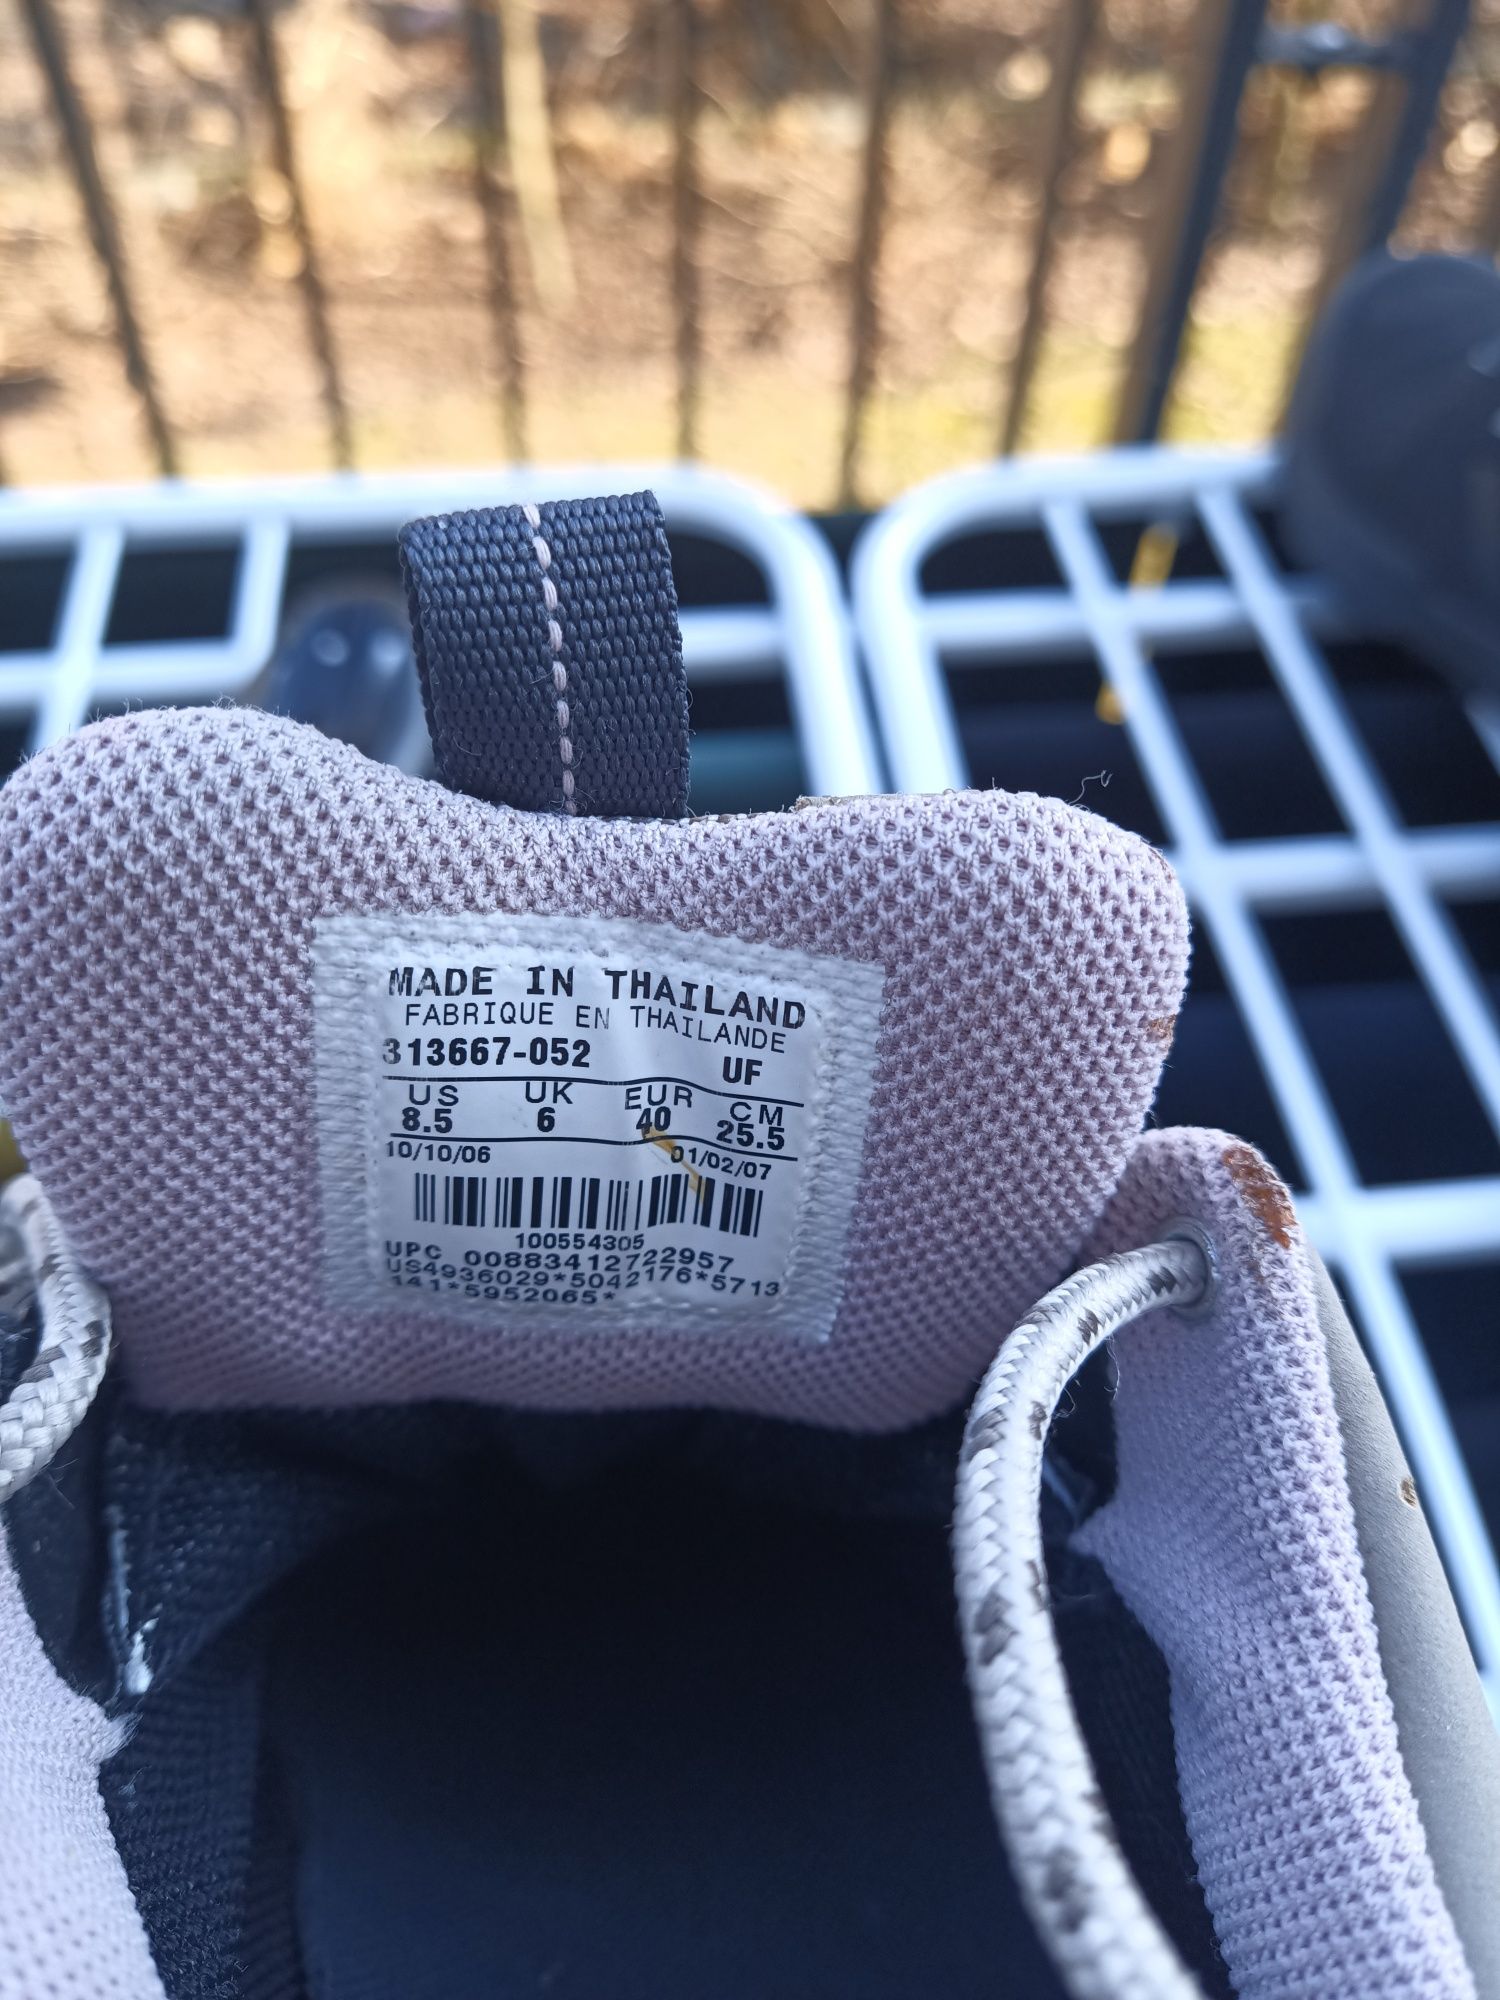 MADE IN THAILAND
FABRIQUE EN THAILANDE
313667-052 UF
US UK EUR CM
8.5 6 40 25.5
10/10/06 01/02/07
100554305
UPC 00883412722957
US4936029*5042176*5713
141*5952065*